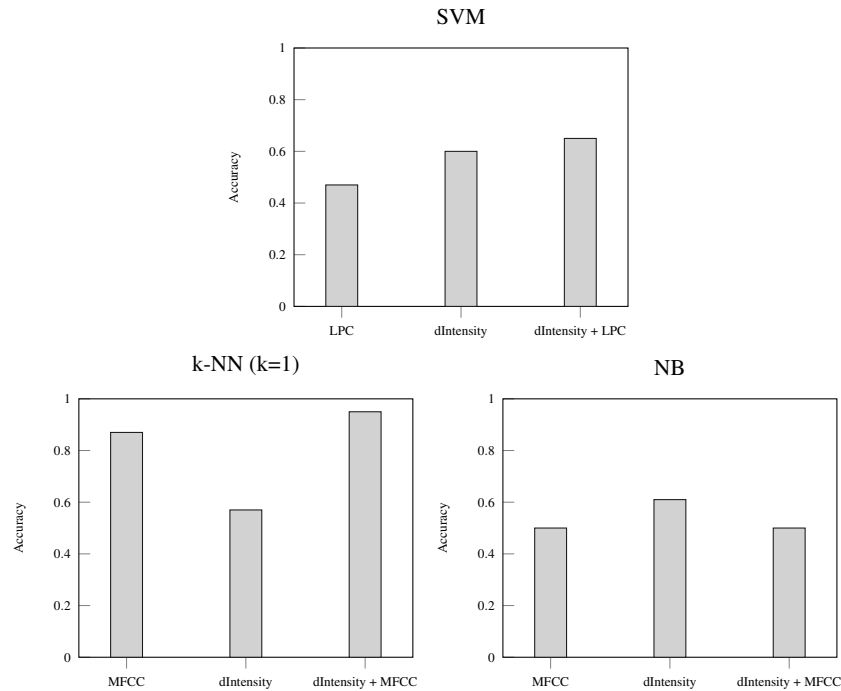 SVM
1
0.8
0.6
0.4
0.2
0
Accuracy
LPC dIntensity dIntensity + LPC
k-NN (k=1)
1
0.8
0.6
0.4
0.2
0
Accuracy
MFCC dIntensity dIntensity + MFCC
NB
1
0.8
0.6
0.4
0.2
0
Accuracy
MFCC dIntensity dIntensity + MFCC